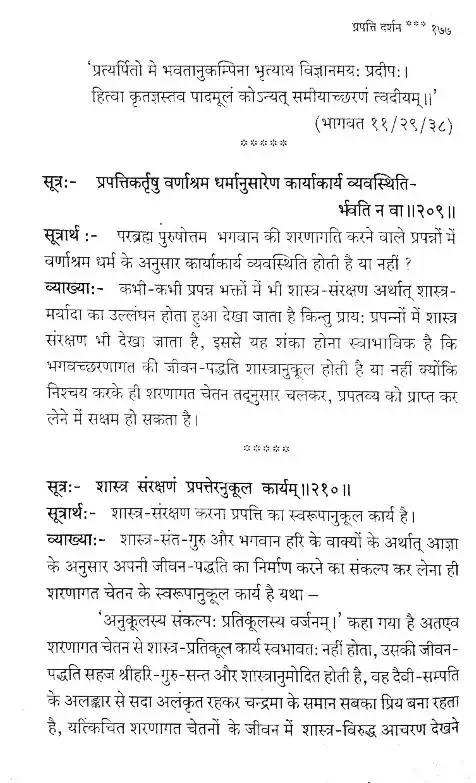 प्रपत्ति दर्शन *** १७७
'प्रत्यर्पितो मे भवतानुकम्पिना भृत्याय विज्ञानमयः प्रदीपः।
हित्वा कृतज्ञस्तव पादमूलं कोऽन्यत् समीयाच्छरणं त्वदीयम्॥'
(भागवत ११/२९/३८)
*****
सूत्र:- प्रपत्तिकर्तृषु वर्णाश्रम धर्मानुसारेण कार्याकार्य व्यवस्थिति-
र्भवति न वा॥२०९॥
सूत्रार्थ :- परब्रह्म पुरुषोत्तम भगवान की शरणागति करने वाले प्रपन्नों में
वर्णाश्रम धर्म के अनुसार कार्याकार्य व्यवस्थिति होती है या नहीं ?
व्याख्या:- कभी-कभी प्रपन्न भक्तों में भी शास्त्र-संरक्षण अर्थात् शास्त्र-
मर्यादा का उल्लंघन होता हुआ देखा जाता है किन्तु प्रायः प्रपन्नों में शास्त्र
संरक्षण भी देखा जाता है, इससे यह शंका होना स्वाभाविक है कि
भगवच्छरणागत की जीवन-पद्धति शास्त्रानुकूल होती है या नहीं क्योंकि
निश्चय करके ही शरणागत चेतन तद्नुसार चलकर, प्रपतव्य को प्राप्त कर
लेने में सक्षम हो सकता है।
*****
सूत्र:- शास्त्र संरक्षणं प्रपत्तेरनुकूल कार्यम्॥२१०॥
सूत्रार्थ:- शास्त्र-संरक्षण करना प्रपत्ति का स्वरूपानुकूल कार्य है।
व्याख्या:- शास्त्र-संत-गुरु और भगवान हरि के वाक्यों के अर्थात् आज्ञा
के अनुसार अपनी जीवन-पद्धति का निर्माण करने का संकल्प कर लेना ही
शरणागत चेतन के स्वरूपानुकूल कार्य है यथा –
'अनुकूलस्य संकल्पः प्रतिकूलस्य वर्जनम्।' कहा गया है अतएव
शरणागत चेतन से शास्त्र-प्रतिकूल कार्य स्वभावतः नहीं होता, उसकी जीवन-
पद्धति सहज श्रीहरि-गुरु-सन्त और शास्त्रानुमोदित होती है, वह दैवी-सम्पति
के अलङ्कार से सदा अलंकृत रहकर चन्द्रमा के समान सबका प्रिय बना रहता
है, यत्किंचित शरणागत चेतनों के जीवन में शास्त्र-विरुद्ध आचरण देखने